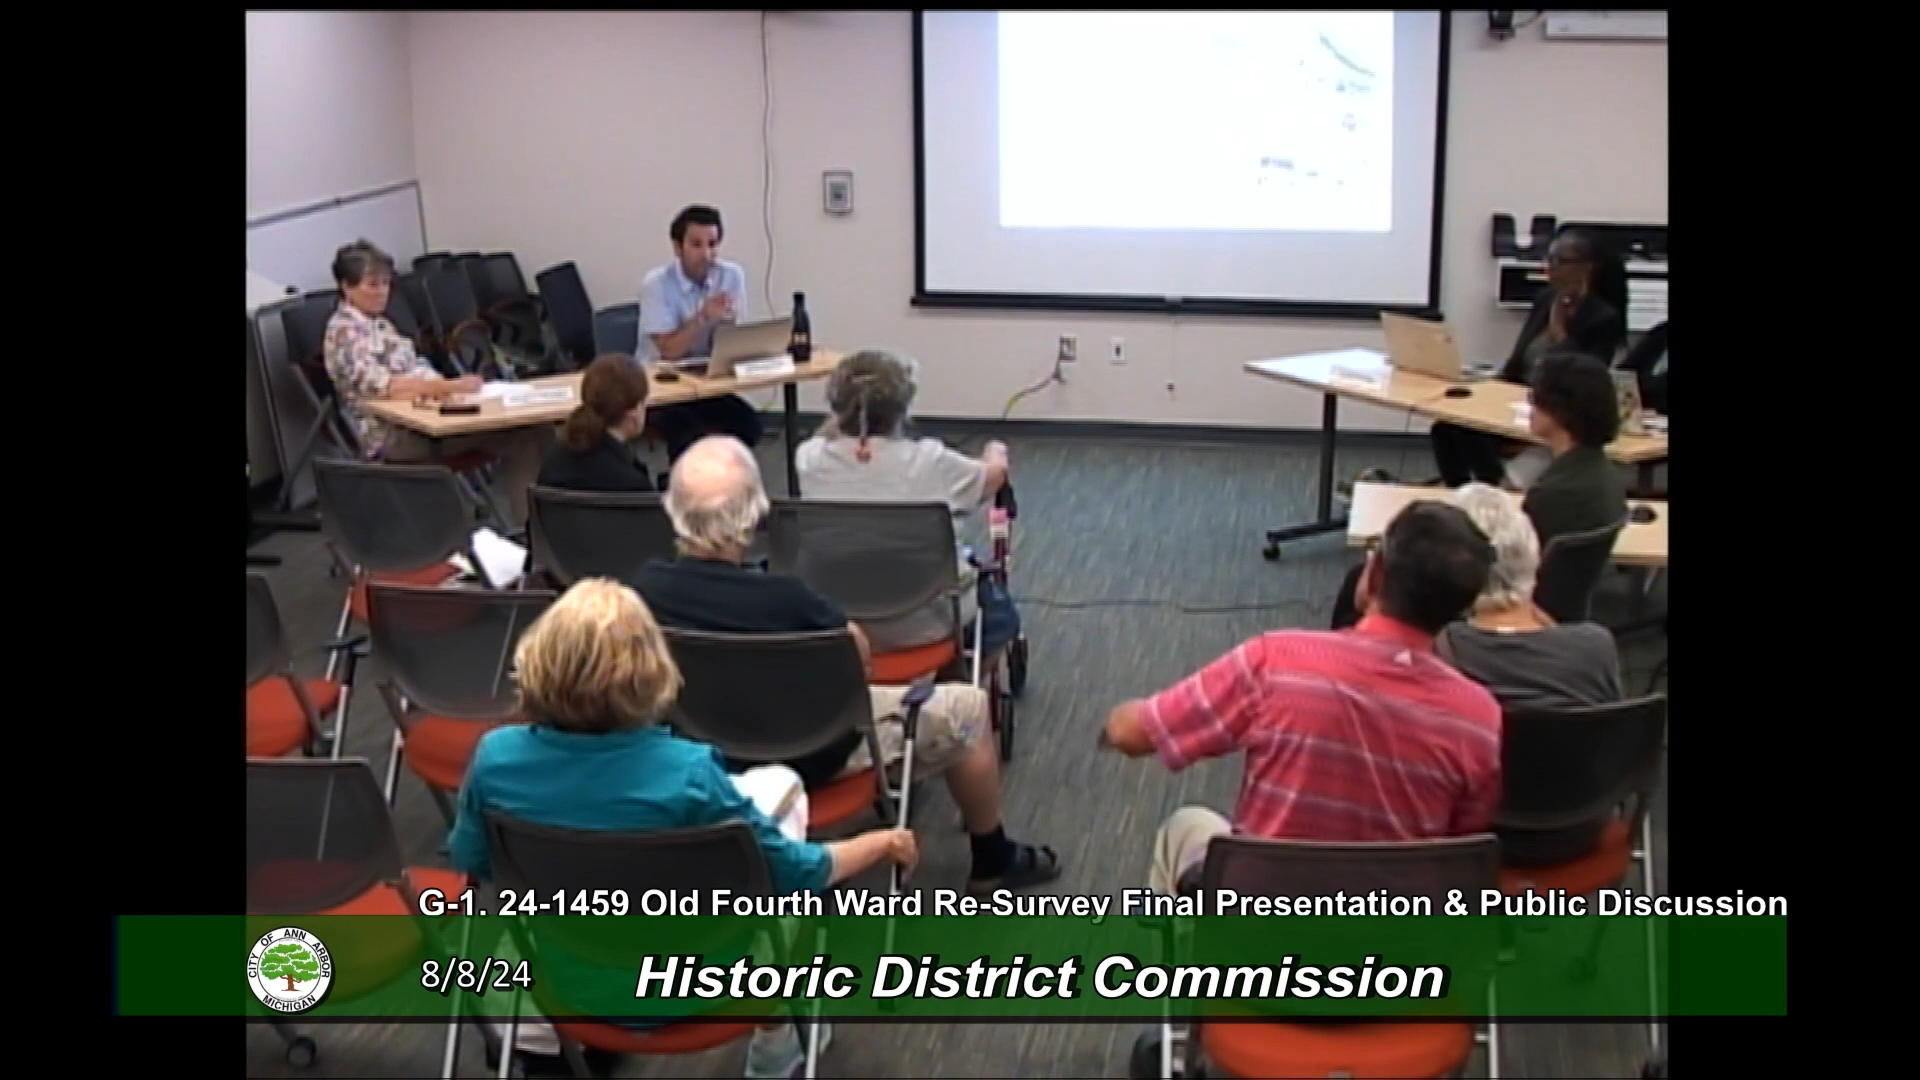 G-1. 24-1459 Old Fourth Ward Re-Survey Final Presentation & Public Discussion
8/8/24 Historic District Commission
CITY OF ANN ARBOR
MICHIGAN